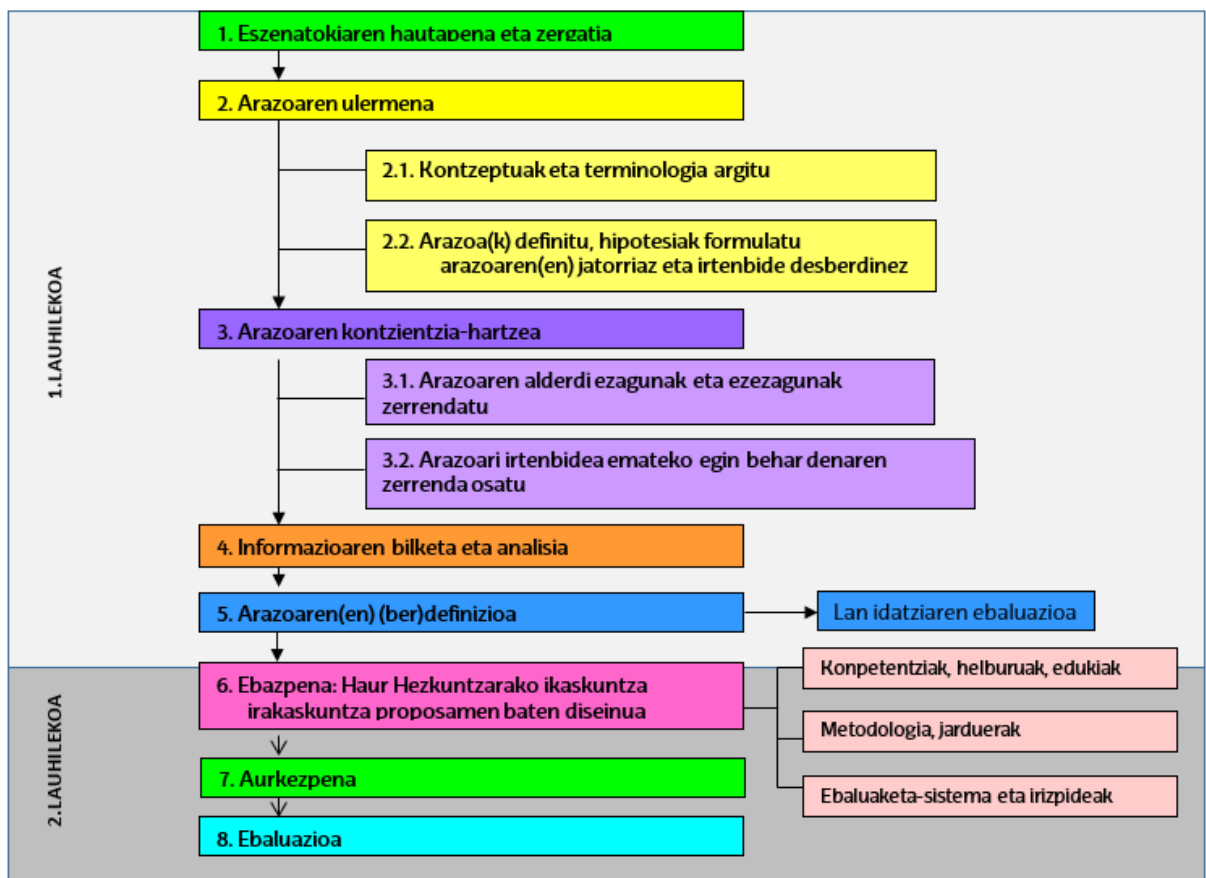 1. Eszenatokiaren hautapena eta zergatia
2. Arazoaren ulermena
2.1. Kontzeptuak eta terminologia argitu
2.2. Arazoa(k) definitu, hipotesiak formulatu
arazoaren(en) jatorriaz eta irtenbide desberdinez
1.LAUHILEKOA
3. Arazoaren kontzientzia-hartzea
3.1. Arazoaren alderdi ezagunak eta ezezagunak
zerrendatu
3.2. Arazoari irtenbidea emateko egin behar denaren
zerrenda osatu
4. Informazioaren bilketa eta analisia
5. Arazoaren(en) (ber)definizioa
Lan idatziaren ebaluazioa
6. Ebazpena: Haur Hezkuntzarako ikaskuntza
irakaskuntza proposamen baten diseinua
Konpetentziak, helburuak, edukiak
Metodologia, jarduerak
Ebaluaketa-sistema eta irizpideak
2.LAUHILEKOA
7. Aurkezpena
8. Ebaluazioa